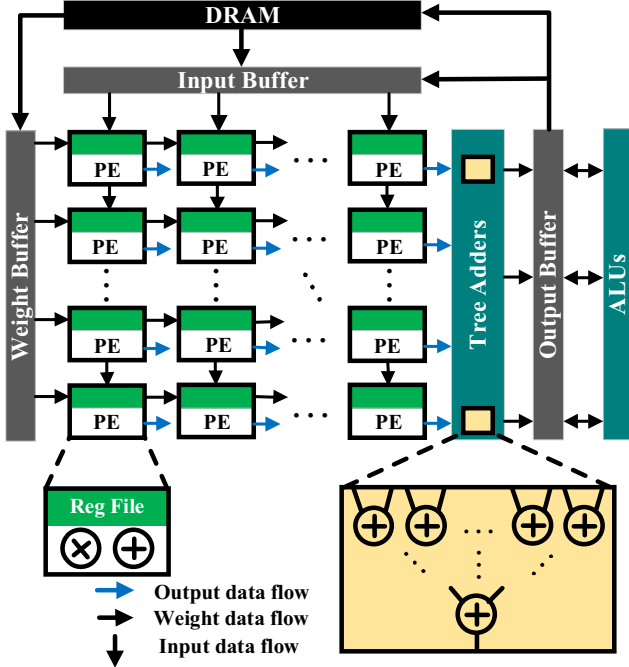 DRAM
Input Buffer
Weight Buffer
PE PE PE
PE PE PE
PE PE PE
PE PE PE
Tree Adders
Output Buffer
ALUs
Reg File
Output data flow
Weight data flow
Input data flow